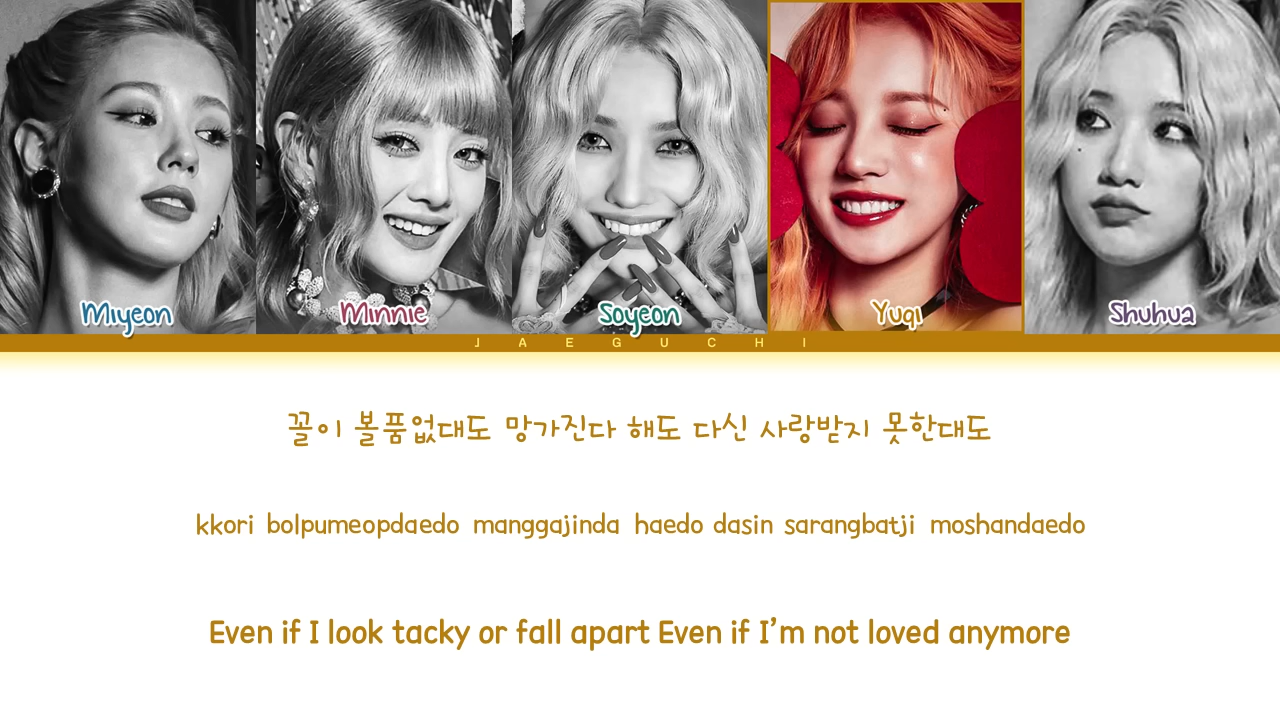 Miyeon Minnie Soyeon Yuqi Shuhua
JAEGUCHI
꼴이 볼품없대도 망가진다 해도 다신 사랑받지 못한대도
kkori bolpumeopdaedo manggajinda haedo dasin sarangbatji moshandaedo
Even if I look tacky or fall apart Even if I’m not loved anymore